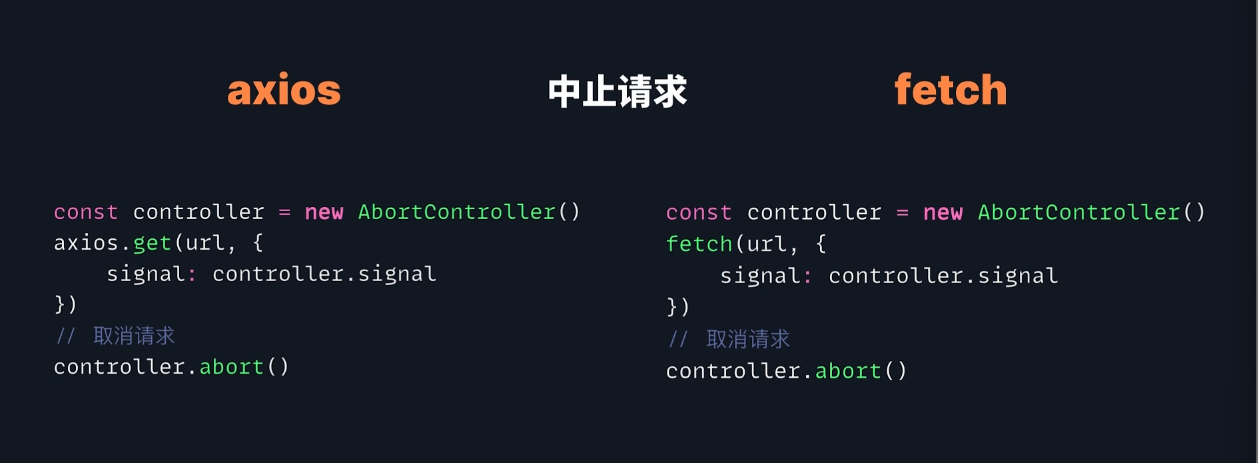 axios
中止请求
fetch
const controller = new AbortController()
axios.get(url, {
    signal: controller.signal
})
// 取消请求
controller.abort()
const controller = new AbortController()
fetch(url, {
    signal: controller.signal
})
// 取消请求
controller.abort()